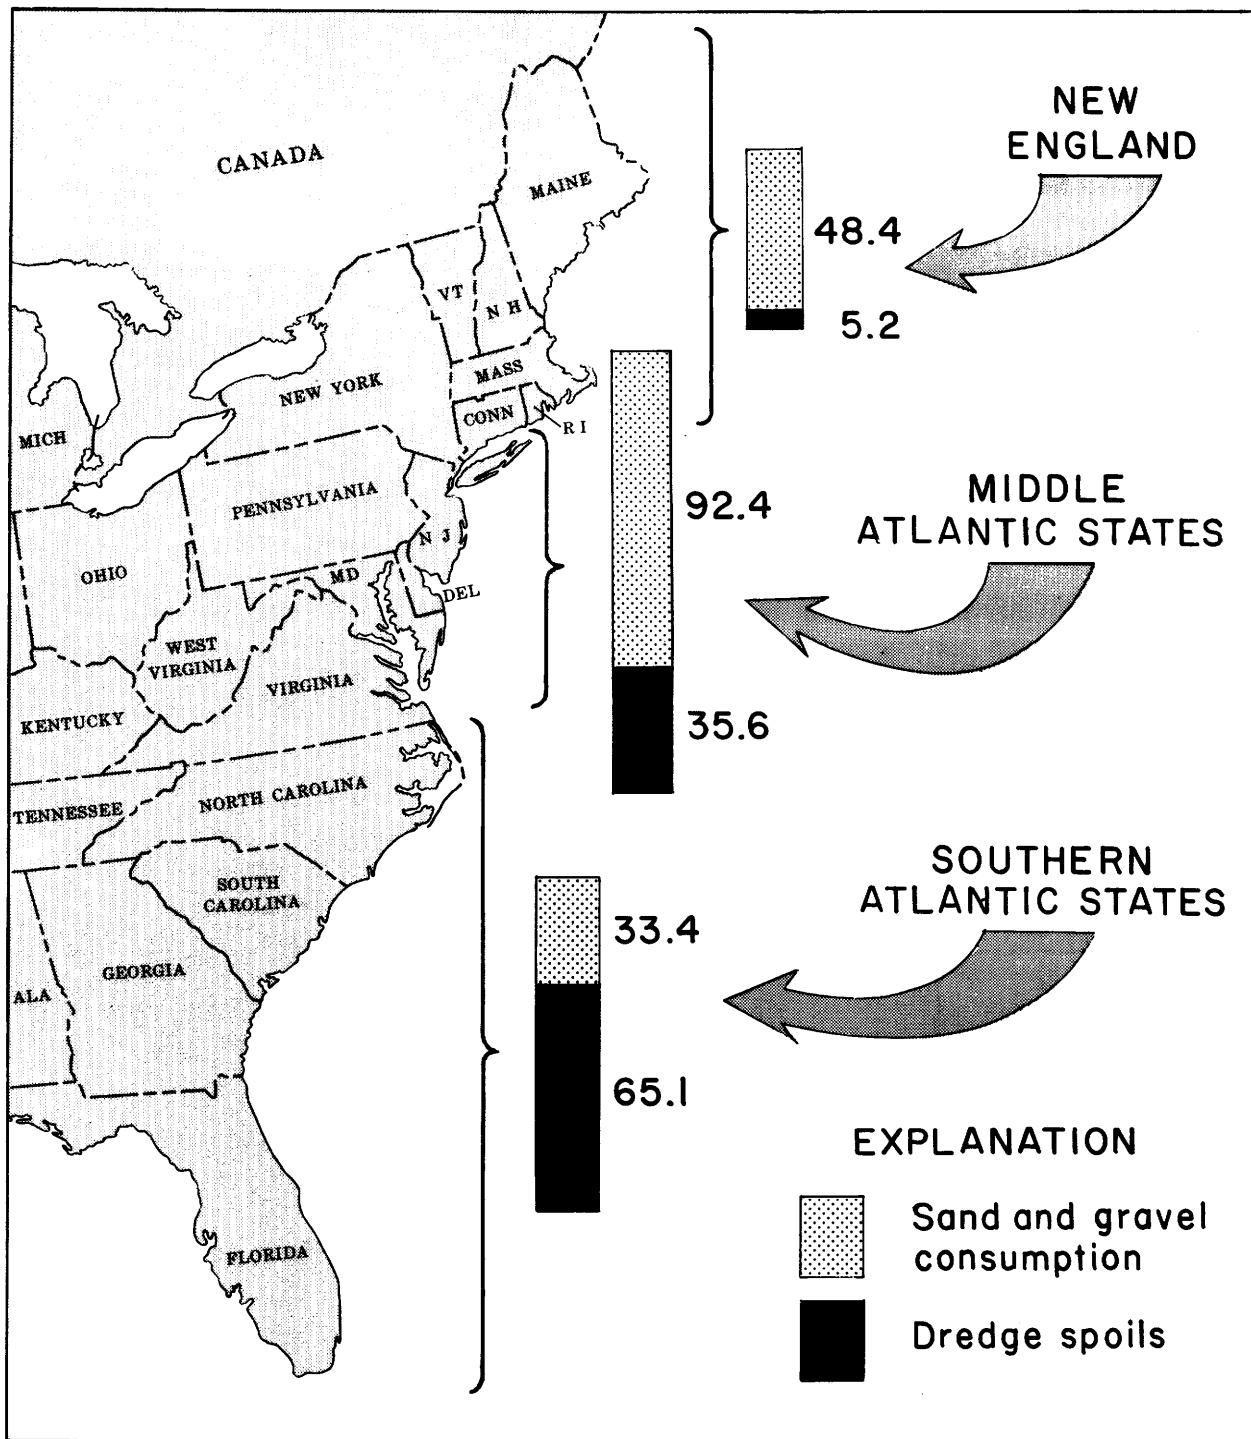 CANADA
MAINE
VT
N H
MASS
NEW YORK
CONN
R I
MICH
PENNSYLVANIA
N J
OHIO
MD
DEL
WEST
VIRGINIA
VIRGINIA
KENTUCKY
NORTH CAROLINA
TENNESSEE
SOUTH
CAROLINA
GEORGIA
ALA
FLORIDA
NEW
ENGLAND
48.4
5.2
MIDDLE
ATLANTIC STATES
92.4
35.6
SOUTHERN
ATLANTIC STATES
33.4
65.1
EXPLANATION
Sand and gravel
consumption
Dredge spoils